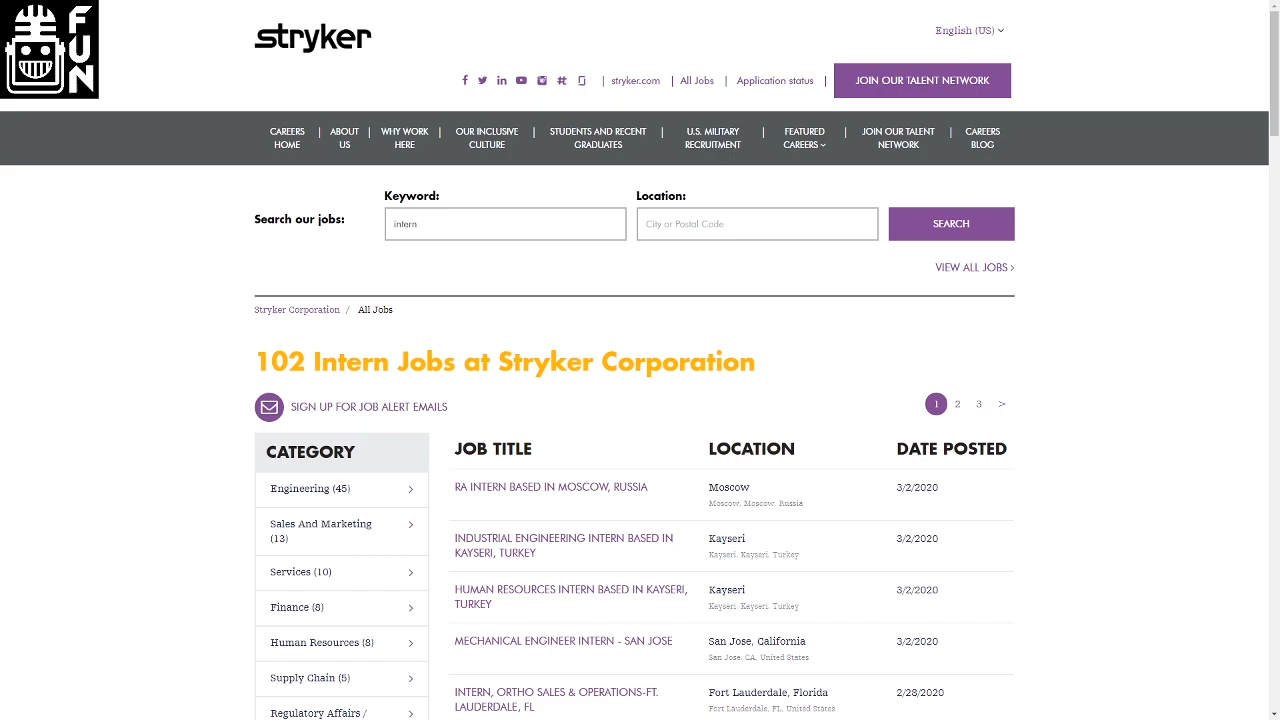 FUN
stryker
English (US)
| stryker.com | All Jobs | Application status |
JOIN OUR TALENT NETWORK
CAREERS HOME | ABOUT US | WHY WORK HERE | OUR INCLUSIVE CULTURE | STUDENTS AND RECENT GRADUATES | U.S. MILITARY RECRUITMENT | FEATURED CAREERS | JOIN OUR TALENT NETWORK | CAREERS BLOG
Search our jobs:
Keyword:
intern
Location:
City or Postal Code
SEARCH
VIEW ALL JOBS >
Stryker Corporation / All Jobs
102 Intern Jobs at Stryker Corporation
SIGN UP FOR JOB ALERT EMAILS
1 2 3 >
CATEGORY
Engineering (45)
Sales And Marketing
(13)
Services (10)
Finance (8)
Human Resources (8)
Supply Chain (5)
Regulatory Affairs /
JOB TITLE LOCATION DATE POSTED
RA INTERN BASED IN MOSCOW, RUSSIA Moscow 3/2/2020
Moscow, Moscow, Russia
INDUSTRIAL ENGINEERING INTERN BASED IN Kayseri 3/2/2020
KAYSERI, TURKEY Kayseri, Kayseri, Turkey
HUMAN RESOURCES INTERN BASED IN KAYSERI, Kayseri 3/2/2020
TURKEY Kayseri, Kayseri, Turkey
MECHANICAL ENGINEER INTERN - SAN JOSE San Jose, California 3/2/2020
San Jose, CA, United States
INTERN, ORTHO SALES & OPERATIONS-FT. Fort Lauderdale, Florida 2/28/2020
LAUDERDALE, FL Fort Lauderdale, FL, United States